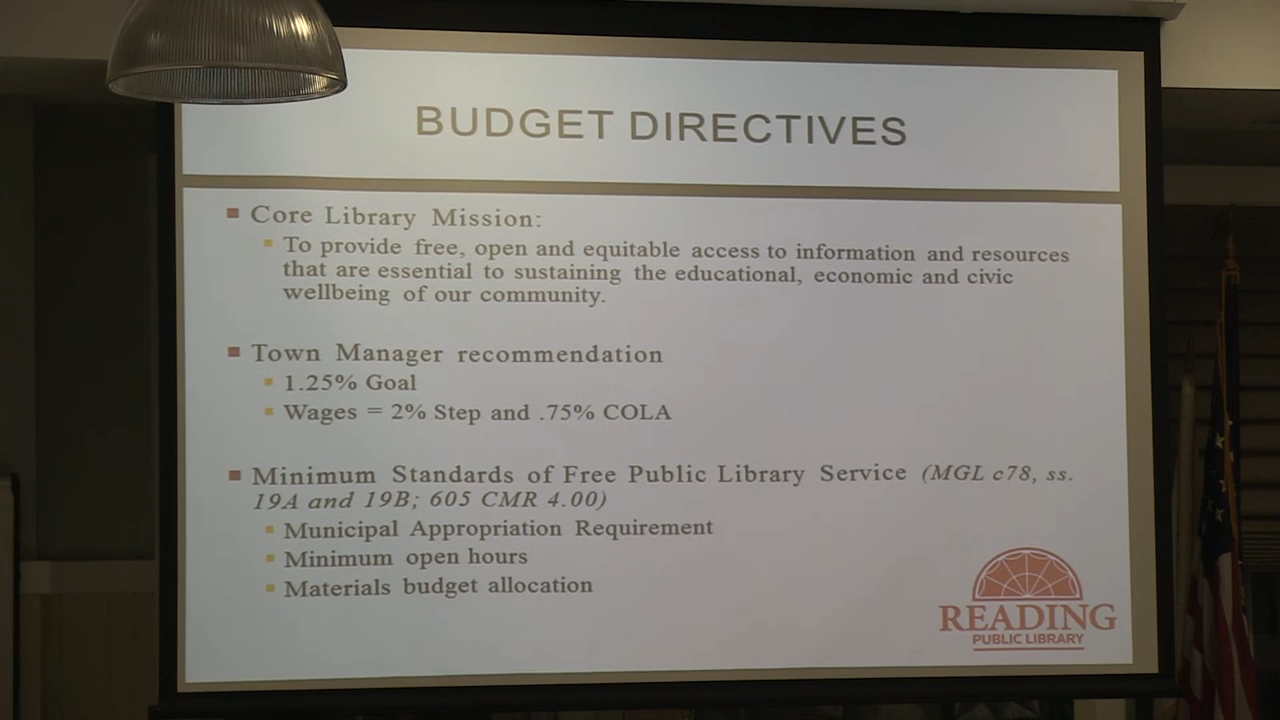 BUDGET DIRECTIVES
Core Library Mission:
To provide free, open and equitable access to information and resources
that are essential to sustaining the educational, economic and civic
wellbeing of our community.
Town Manager recommendation
1.25% Goal
Wages = 2% Step and .75% COLA
Minimum Standards of Free Public Library Service (MGL c78, ss.
19A and 19B; 605 CMR 4.00)
Municipal Appropriation Requirement
Minimum open hours
Materials budget allocation
READING
PUBLIC LIBRARY